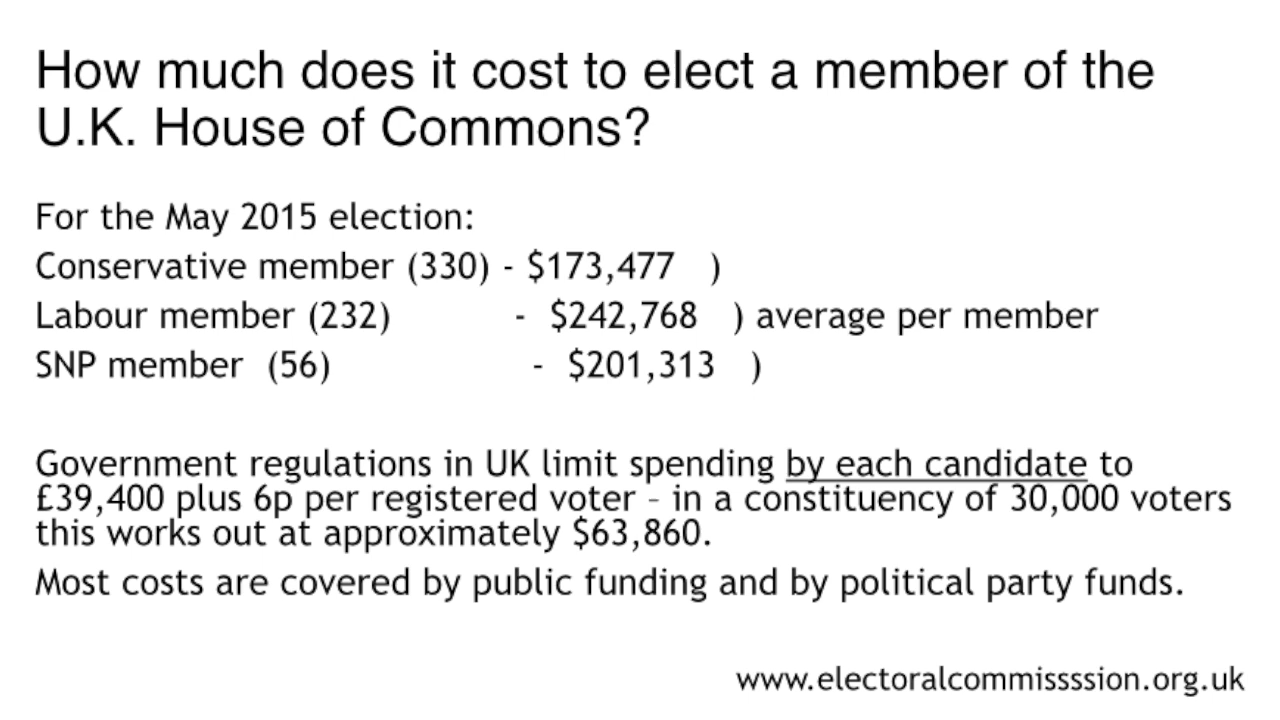 How much does it cost to elect a member of the
U.K. House of Commons?
For the May 2015 election:
Conservative member (330) - $173,477 )
Labour member (232) - $242,768 ) average per member
SNP member (56) - $201,313 )
Government regulations in UK limit spending by each candidate to
£39,400 plus 6p per registered voter – in a constituency of 30,000 voters
this works out at approximately $63,860.
Most costs are covered by public funding and by political party funds.
www.electoralcommisssion.org.uk